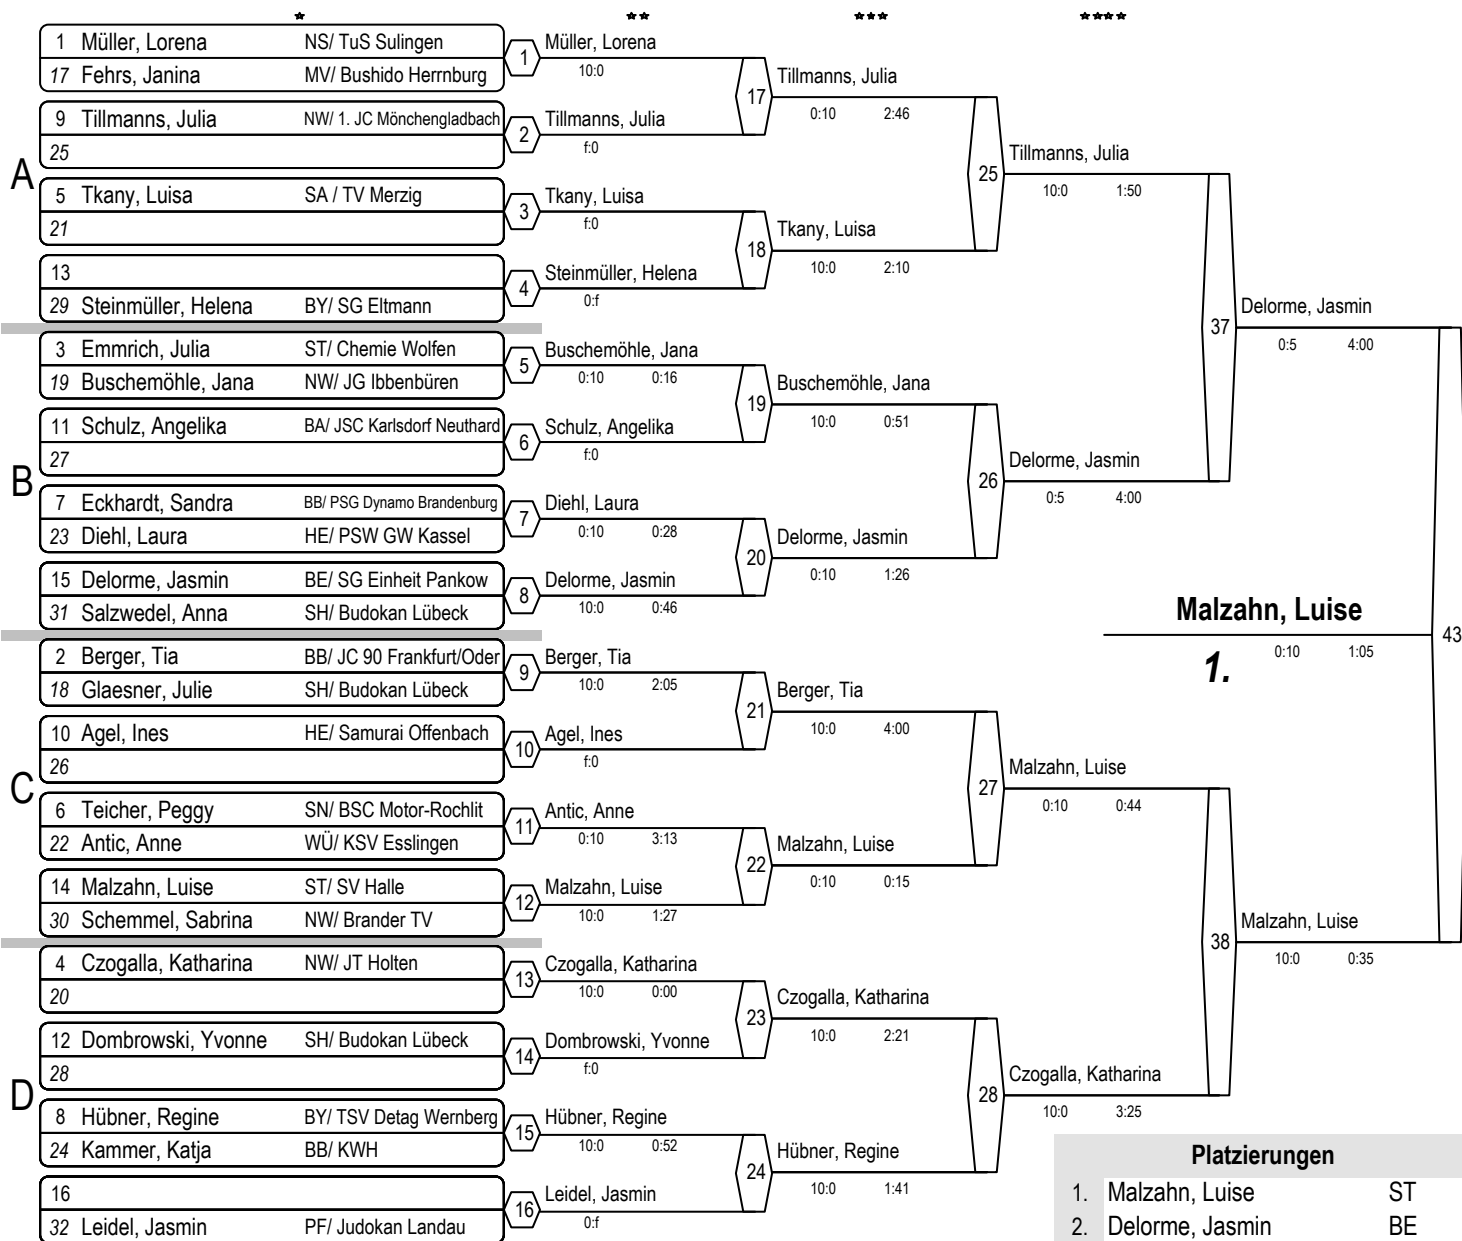 * ** *** ****
A
1 Müller, Lorena NS/ TuS Sulingen
17 Fehrs, Janina MV/ Bushido Herrnburg
1 Müller, Lorena
10:0
9 Tillmanns, Julia NW/ 1. JC Mönchengladbach
25
2 Tillmanns, Julia
f:0
5 Tkany, Luisa SA / TV Merzig
21
3 Tkany, Luisa
f:0
13
29 Steinmüller, Helena BY/ SG Eltmann
4 Steinmüller, Helena
0:f
B
3 Emmrich, Julia ST/ Chemie Wolfen
19 Buschemöhle, Jana NW/ JG Ibbenbüren
5 Buschemöhle, Jana
0:10 0:16
11 Schulz, Angelika BA/ JSC Karlsdorf Neuthard
27
6 Schulz, Angelika
f:0
7 Eckhardt, Sandra BB/ PSG Dynamo Brandenburg
23 Diehl, Laura HE/ PSW GW Kassel
7 Diehl, Laura
0:10 0:28
15 Delorme, Jasmin BE/ SG Einheit Pankow
31 Salzwedel, Anna SH/ Budokan Lübeck
8 Delorme, Jasmin
10:0 0:46
C
2 Berger, Tia BB/ JC 90 Frankfurt/Oder
18 Glaesner, Julie SH/ Budokan Lübeck
9 Berger, Tia
10:0 2:05
10 Agel, Ines HE/ Samurai Offenbach
26
10 Agel, Ines
f:0
6 Teicher, Peggy SN/ BSC Motor-Rochlit
22 Antic, Anne WÜ/ KSV Esslingen
11 Antic, Anne
0:10 3:13
14 Malzahn, Luise ST/ SV Halle
30 Schemmel, Sabrina NW/ Brander TV
12 Malzahn, Luise
10:0 1:27
D
4 Czogalla, Katharina NW/ JT Holten
20
13 Czogalla, Katharina
10:0 0:00
12 Dombrowski, Yvonne SH/ Budokan Lübeck
28
14 Dombrowski, Yvonne
f:0
8 Hübner, Regine BY/ TSV Detag Wernberg
24 Kammer, Katja BB/ KWH
15 Hübner, Regine
10:0 0:52
16
32 Leidel, Jasmin PF/ Judokan Landau
16 Leidel, Jasmin
0:f
17 Tillmanns, Julia
0:10 2:46
18 Tkany, Luisa
10:0 2:10
19 Buschemöhle, Jana
10:0 0:51
20 Delorme, Jasmin
0:10 1:26
21 Berger, Tia
10:0 4:00
22 Malzahn, Luise
0:10 0:15
23 Czogalla, Katharina
10:0 2:21
24 Hübner, Regine
10:0 1:41
25 Tillmanns, Julia
10:0 1:50
26 Delorme, Jasmin
0:5 4:00
27 Malzahn, Luise
0:10 0:44
28 Czogalla, Katharina
10:0 3:25
37 Delorme, Jasmin
0:5 4:00
38 Malzahn, Luise
10:0 0:35
Malzahn, Luise 43
1. 0:10 1:05
Platzierungen
1. Malzahn, Luise ST
2. Delorme, Jasmin BE